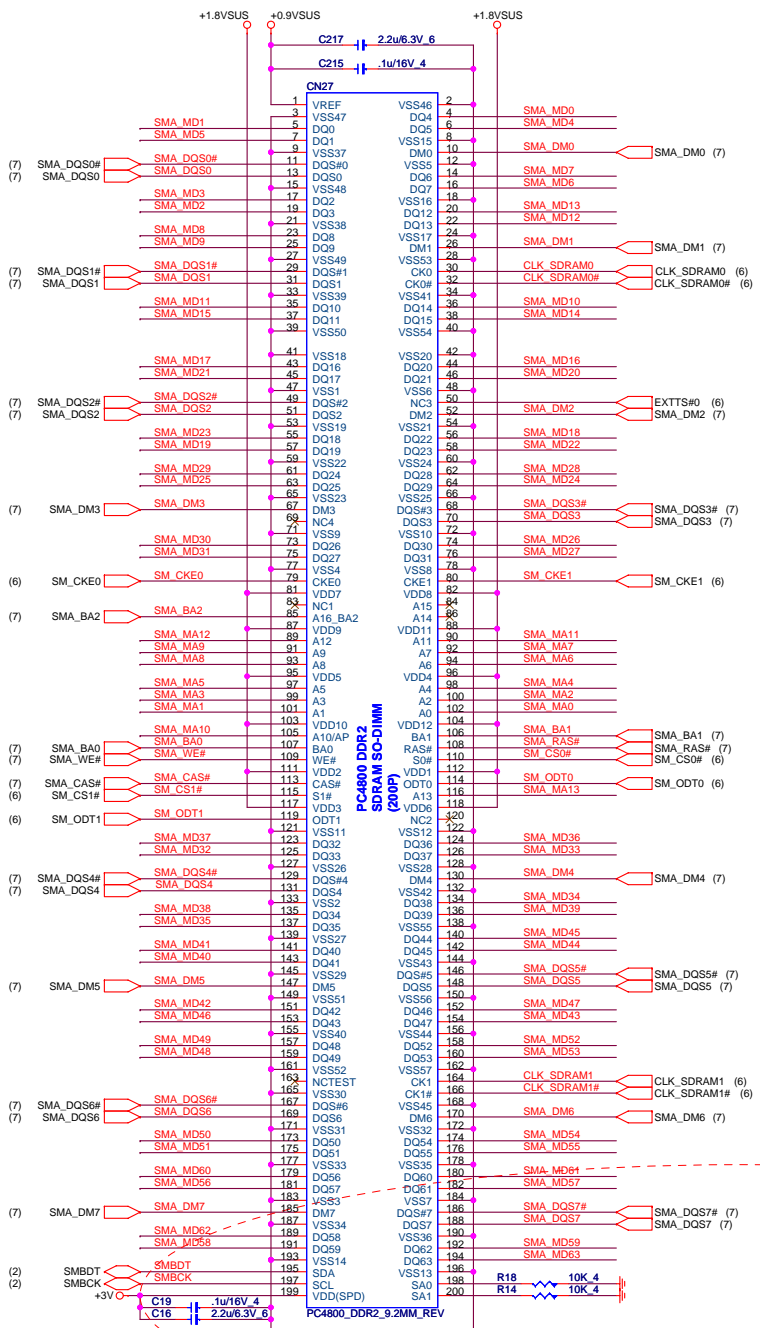 +1.8VSUS +0.9VSUS +1.8VSUS
C217 2.2u/6.3V_6
C215 .1u/16V_4
CN27
1 VREF VSS46 2
3 VSS47 DQ4 4 SMA_MD0
SMA_MD1 5 DQ0 DQ5 6 SMA_MD4
SMA_MD5 7 DQ1 VSS15 8
9 VSS37 DM0 10 SMA_DM0 SMA_DM0 (7)
(7) SMA_DQS0# SMA_DQS0# 11 DQS#0 VSS5 12
(7) SMA_DQS0 SMA_DQS0 13 DQS0 DQ6 14 SMA_MD7
15 VSS48 DQ7 16 SMA_MD6
SMA_MD3 17 DQ2 VSS16 18
SMA_MD2 19 DQ3 DQ12 20 SMA_MD13
21 VSS38 DQ13 22 SMA_MD12
SMA_MD8 23 DQ8 VSS17 24
SMA_MD9 25 DQ9 DM1 26 SMA_DM1 SMA_DM1 (7)
27 VSS49 VSS53 28
(7) SMA_DQS1# SMA_DQS1# 29 DQS#1 CK0 30 CLK_SDRAM0 CLK_SDRAM0 (6)
(7) SMA_DQS1 SMA_DQS1 31 DQS1 CK0# 32 CLK_SDRAM0# CLK_SDRAM0# (6)
33 VSS39 VSS41 34
SMA_MD11 35 DQ10 DQ14 36 SMA_MD10
SMA_MD15 37 DQ11 DQ15 38 SMA_MD14
39 VSS50 VSS54 40
41 VSS18 VSS20 42
SMA_MD17 43 DQ16 DQ20 44 SMA_MD16
SMA_MD21 45 DQ17 DQ21 46 SMA_MD20
47 VSS1 VSS6 48
(7) SMA_DQS2# SMA_DQS2# 49 DQS#2 NC3 50 EXTTS#0 (6)
(7) SMA_DQS2 SMA_DQS2 51 DQS2 DM2 52 SMA_DM2 SMA_DM2 (7)
53 VSS19 VSS21 54
SMA_MD23 55 DQ18 DQ22 56 SMA_MD18
SMA_MD19 57 DQ19 DQ23 58 SMA_MD22
59 VSS22 VSS24 60
SMA_MD29 61 DQ24 DQ28 62 SMA_MD28
SMA_MD25 63 DQ25 DQ29 64 SMA_MD24
65 VSS23 VSS25 66
(7) SMA_DM3 SMA_DM3 67 DM3 DQS#3 68 SMA_DQS3# SMA_DQS3# (7)
69 NC4 DQS3 70 SMA_DQS3 SMA_DQS3 (7)
71 VSS9 VSS10 72
SMA_MD30 73 DQ26 DQ30 74 SMA_MD26
SMA_MD31 75 DQ27 DQ31 76 SMA_MD27
77 VSS4 VSS8 78
(6) SM_CKE0 SM_CKE0 79 CKE0 CKE1 80 SM_CKE1 SM_CKE1 (6)
81 VDD7 VDD8 82
83 NC1 A15 84
(7) SMA_BA2 SMA_BA2 85 A16_BA2 A14 86
87 VDD9 VDD11 88
SMA_MA12 89 A12 A11 90 SMA_MA11
SMA_MA9 91 A9 A7 92 SMA_MA7
SMA_MA8 93 A8 A6 94 SMA_MA6
95 VDD5 VDD4 96
SMA_MA5 97 A5 A4 98 SMA_MA4
SMA_MA3 99 A3 A2 100 SMA_MA2
SMA_MA1 101 A1 A0 102 SMA_MA0
103 VDD10 VDD12 104
SMA_MA10 105 A10/AP BA1 106 SMA_BA1 SMA_BA1 (7)
(7) SMA_BA0 SMA_BA0 107 BA0 RAS# 108 SMA_RAS# SMA_RAS# (7)
(7) SMA_WE# SMA_WE# 109 WE# S0# 110 SM_CS0# SM_CS0# (6)
111 VDD2 VDD1 112
(7) SMA_CAS# SMA_CAS# 113 CAS# ODT0 114 SM_ODT0 SM_ODT0 (6)
(6) SM_CS1# SM_CS1# 115 S1# A13 116 SMA_MA13
117 VDD3 VDD6 118
(6) SM_ODT1 SM_ODT1 119 ODT1 NC2 120
PC4800 DDR2
SDRAM SO-DIMM
(200P)
121 VSS11 VSS12 122
SMA_MD37 123 DQ32 DQ36 124 SMA_MD36
SMA_MD32 125 DQ33 DQ37 126 SMA_MD33
127 VSS26 VSS28 128
(7) SMA_DQS4# SMA_DQS4# 129 DQS#4 DM4 130 SMA_DM4 SMA_DM4 (7)
(7) SMA_DQS4 SMA_DQS4 131 DQS4 VSS42 132
133 VSS2 DQ38 134 SMA_MD34
SMA_MD38 135 DQ34 DQ39 136 SMA_MD39
SMA_MD35 137 DQ35 VSS55 138
139 VSS27 DQ44 140 SMA_MD45
SMA_MD41 141 DQ40 DQ45 142 SMA_MD44
SMA_MD40 143 DQ41 VSS43 144
145 VSS29 DQS#5 146 SMA_DQS5# SMA_DQS5# (7)
(7) SMA_DM5 SMA_DM5 147 DM5 DQS5 148 SMA_DQS5 SMA_DQS5 (7)
149 VSS51 VSS56 150
SMA_MD42 151 DQ42 DQ46 152 SMA_MD47
SMA_MD46 153 DQ43 DQ47 154 SMA_MD43
155 VSS40 VSS44 156
SMA_MD49 157 DQ48 DQ52 158 SMA_MD52
SMA_MD48 159 DQ49 DQ53 160 SMA_MD53
161 VSS52 VSS57 162
163 NCTEST CK1 164 CLK_SDRAM1 CLK_SDRAM1 (6)
165 VSS30 CK1# 166 CLK_SDRAM1# CLK_SDRAM1# (6)
(7) SMA_DQS6# SMA_DQS6# 167 DQS#6 VSS45 168
(7) SMA_DQS6 SMA_DQS6 169 DQS6 DM6 170 SMA_DM6 SMA_DM6 (7)
171 VSS31 VSS32 172
SMA_MD50 173 DQ50 DQ54 174 SMA_MD54
SMA_MD51 175 DQ51 DQ55 176 SMA_MD55
177 VSS33 VSS35 178
SMA_MD60 179 DQ56 DQ60 180 SMA_MD61
SMA_MD56 181 DQ57 DQ61 182 SMA_MD57
183 VSS3 VSS7 184
(7) SMA_DM7 SMA_DM7 185 DM7 DQS#7 186 SMA_DQS7# SMA_DQS7# (7)
187 VSS34 DQS7 188 SMA_DQS7 SMA_DQS7 (7)
SMA_MD62 189 DQ58 VSS36 190
SMA_MD58 191 DQ59 DQ62 192 SMA_MD59
193 VSS14 DQ63 194 SMA_MD63
(2) SMBDT SMBDT 195 SDA VSS13 196
(2) SMBCK SMBCK 197 SCL SA0 198 R18 10K_4
+3V 199 VDD(SPD) SA1 200 R14 10K_4
C19 .1u/16V_4
C16 2.2u/6.3V_6
PC4800_DDR2_9.2MM_REV